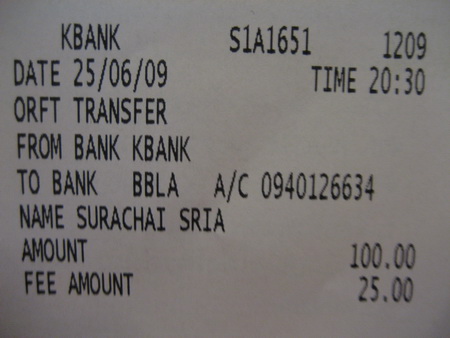 KBANK S1A1651 1209
DATE 25/06/09 TIME 20:30
ORFT TRANSFER
FROM BANK KBANK
TO BANK BBLA A/C 0940126634
NAME SURACHAI SRIA
AMOUNT 100.00
FEE AMOUNT 25.00